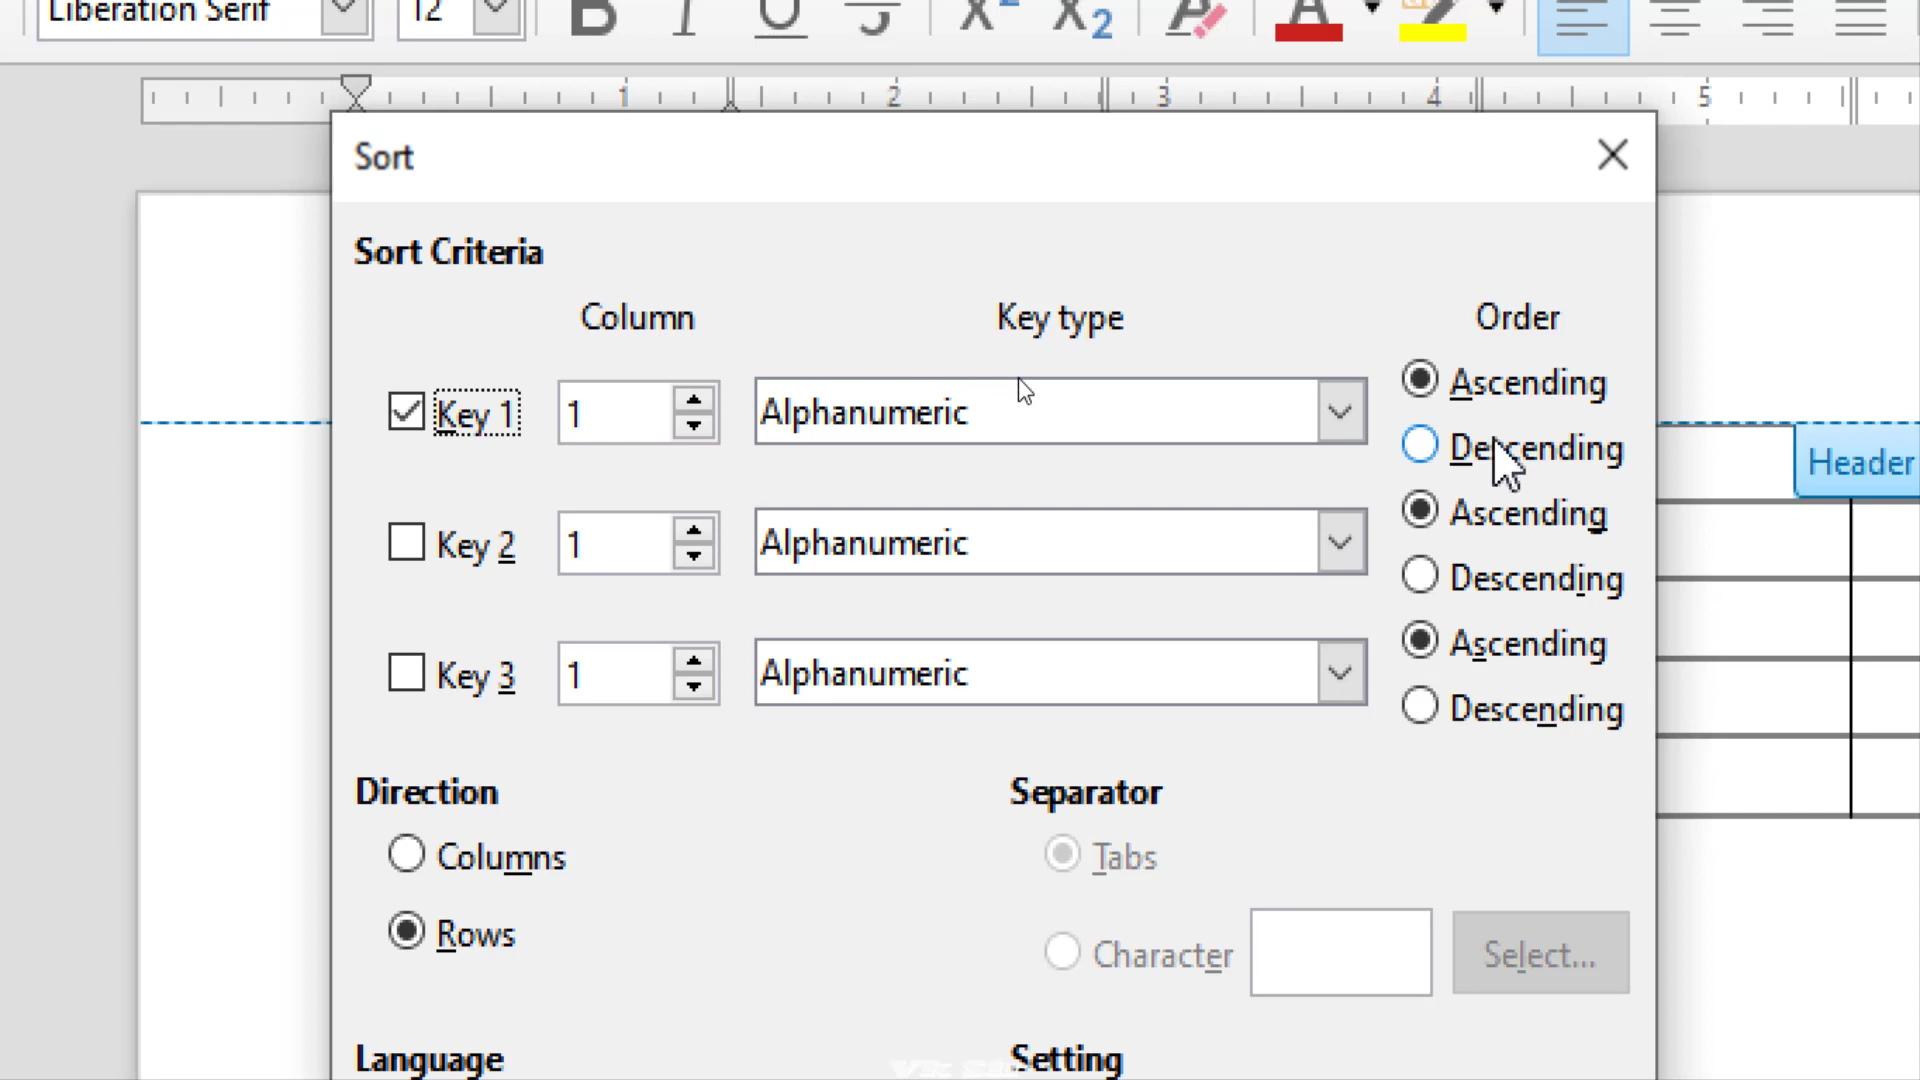 Liberation Serif 12 B I U S X² X₂ A A
1 2 3 4 5
Sort
Sort Criteria
Column Key type Order
Key 1 1 Alphanumeric Ascending
Descending
Header
Key 2 1 Alphanumeric Ascending
Descending
Key 3 1 Alphanumeric Ascending
Descending
Direction Separator
Columns Tabs
Rows Character Select...
Language Setting